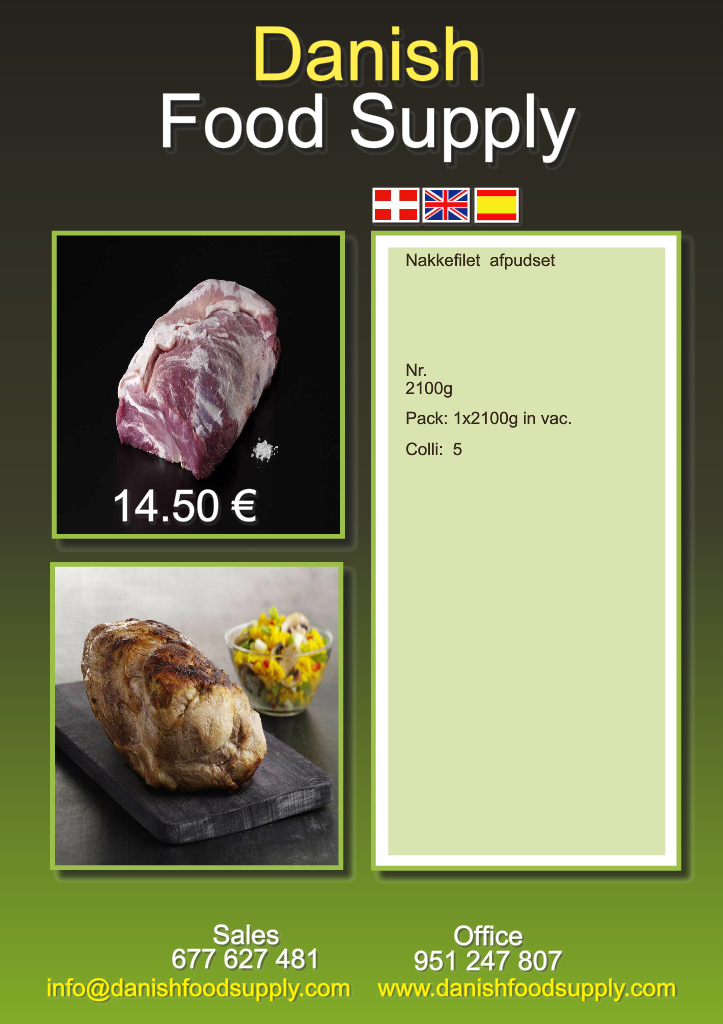 Danish
Food Supply
Nakkefilet afpudset
Nr.
2100g
Pack: 1x2100g in vac.
Colli: 5
14.50 €
Sales
677 627 481
info@danishfoodsupply.com
Office
951 247 807
www.danishfoodsupply.com